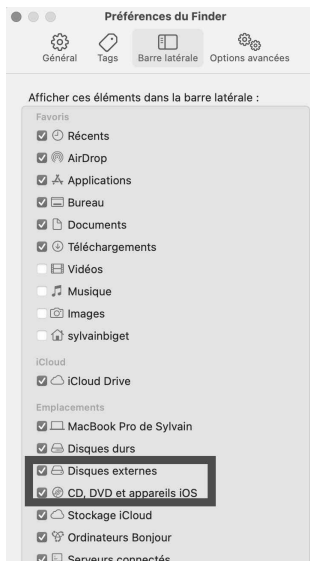 Préférences du Finder
Général Tags Barre latérale Options avancées
Afficher ces éléments dans la barre latérale :
Favoris
Récents
AirDrop
Applications
Bureau
Documents
Téléchargements
Vidéos
Musique
Images
sylvainbiget
iCloud
iCloud Drive
Emplacements
MacBook Pro de Sylvain
Disques durs
Disques externes
CD, DVD et appareils iOS
Stockage iCloud
Ordinateurs Bonjour
Serveurs connectés